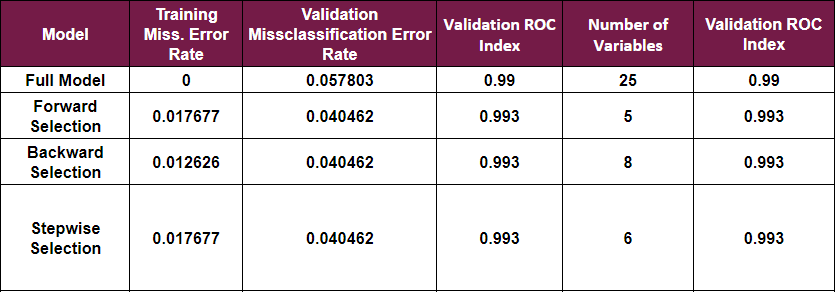 Model Training Miss. Error Rate Validation Missclassification Error Rate Validation ROC Index Number of Variables Validation ROC Index
Full Model 0 0.057803 0.99 25 0.99
Forward Selection 0.017677 0.040462 0.993 5 0.993
Backward Selection 0.012626 0.040462 0.993 8 0.993
Stepwise Selection 0.017677 0.040462 0.993 6 0.993